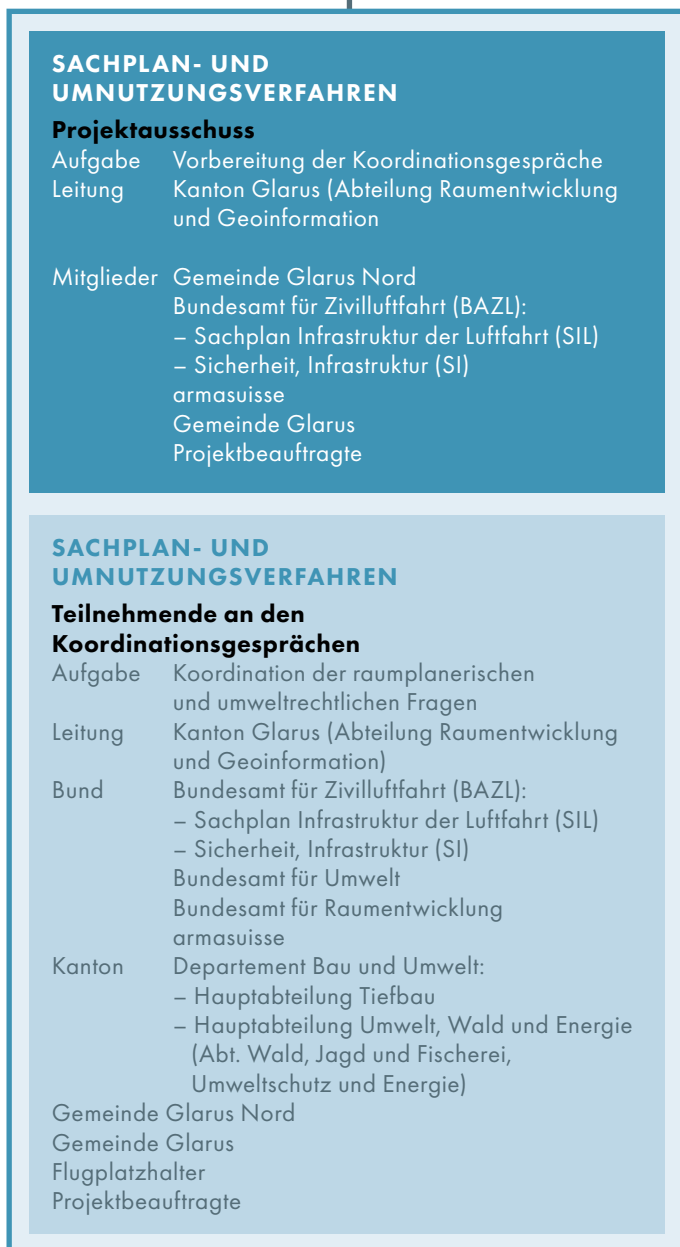 SACHPLAN- UND
UMNUTZUNGSVERFAHREN
Projektausschuss
Aufgabe Vorbereitung der Koordinationsgespräche
Leitung Kanton Glarus (Abteilung Raumentwicklung
und Geoinformation
Mitglieder Gemeinde Glarus Nord
Bundesamt für Zivilluftfahrt (BAZL):
– Sachplan Infrastruktur der Luftfahrt (SIL)
– Sicherheit, Infrastruktur (SI)
armasuisse
Gemeinde Glarus
Projektbeauftragte
SACHPLAN- UND
UMNUTZUNGSVERFAHREN
Teilnehmende an den
Koordinationsgesprächen
Aufgabe Koordination der raumplanerischen
und umweltrechtlichen Fragen
Leitung Kanton Glarus (Abteilung Raumentwicklung
und Geoinformation)
Bund Bundesamt für Zivilluftfahrt (BAZL):
– Sachplan Infrastruktur der Luftfahrt (SIL)
– Sicherheit, Infrastruktur (SI)
Bundesamt für Umwelt
Bundesamt für Raumentwicklung
armasuisse
Kanton Departement Bau und Umwelt:
– Hauptabteilung Tiefbau
– Hauptabteilung Umwelt, Wald und Energie
(Abt. Wald, Jagd und Fischerei,
Umweltschutz und Energie)
Gemeinde Glarus Nord
Gemeinde Glarus
Flugplatzhalter
Projektbeauftragte